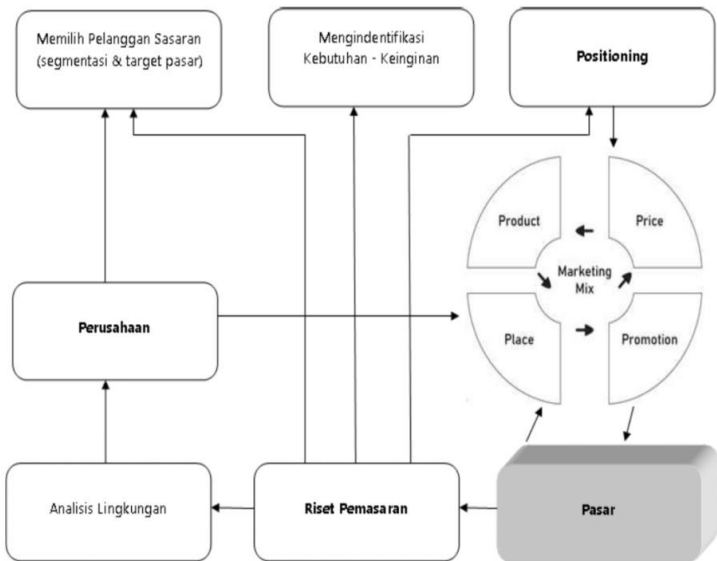 Memilih Pelanggan Sasaran
(segmentasi & target pasar)
Mengindentifikasi
Kebutuhan - Keinginan
Positioning
Product
Price
Marketing
Mix
Perusahaan
Place
Promotion
Analisis Lingkungan
Riset Pemasaran
Pasar